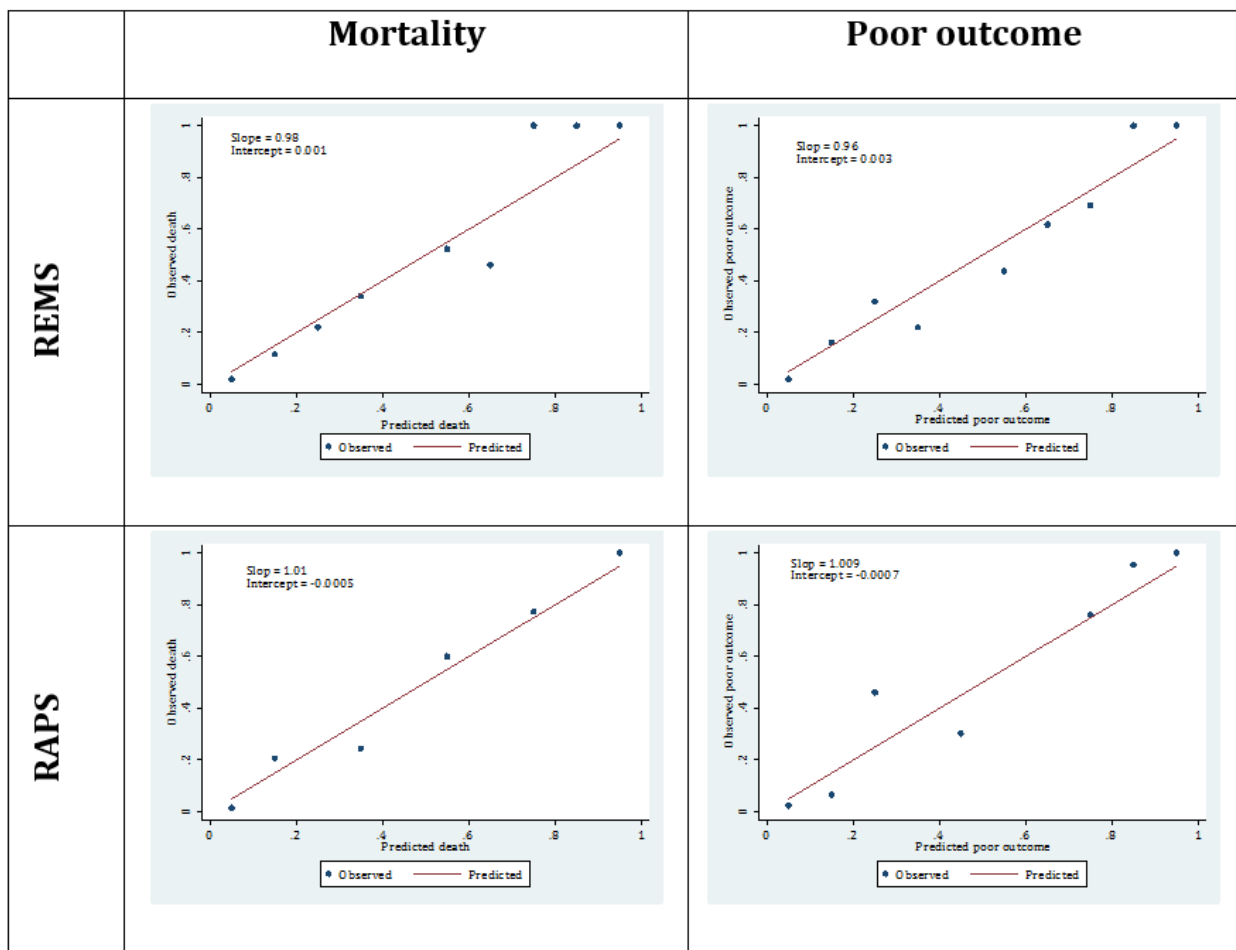 Mortality
Poor outcome
REMS
Slope = 0.98
Intercept = 0.001
Observed death
0
.2
.4
.6
.8
1
0
.2
.4
.6
.8
1
Predicted death
Observed
Predicted
Slop = 0.96
Intercept = 0.003
Observed poor outcome
0
.2
.4
.6
.8
1
0
.2
.4
.6
.8
1
Predicted poor outcome
Observed
Predicted
RAPS
Slop = 1.01
Intercept = -0.0005
Observed death
0
.2
.4
.6
.8
1
0
.2
.4
.6
.8
1
Predicted death
Observed
Predicted
Slop = 1.009
Intercept = -0.0007
Observed poor outcome
0
.2
.4
.6
.8
1
0
.2
.4
.6
.8
1
Predicted poor outcome
Observed
Predicted